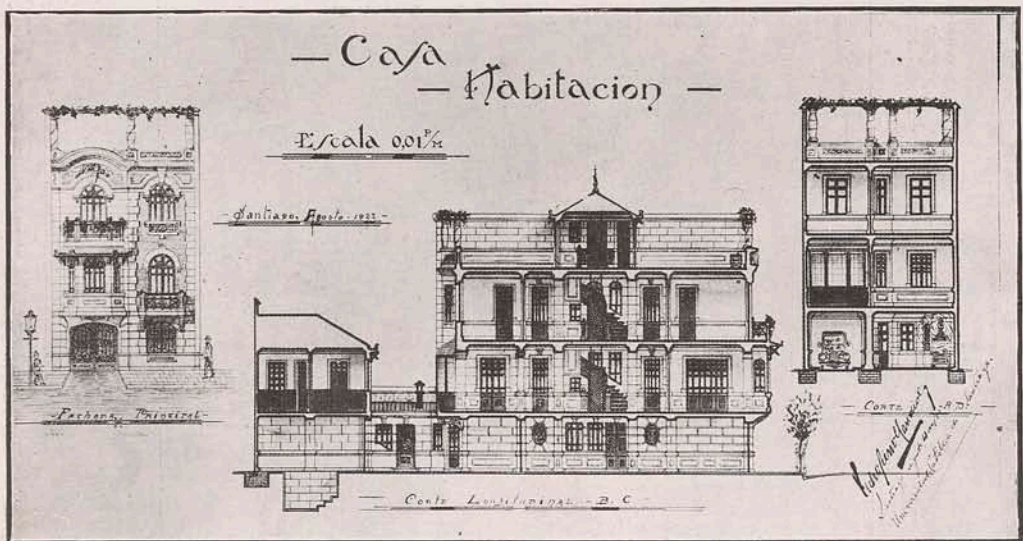 — Casa
— Habitacion —
Escala 0,01 P/M
- Santiago, Agosto - 1922 -
Fachada Principal
— Corte Longitudinal - B. C —
— Corte - A. D. —